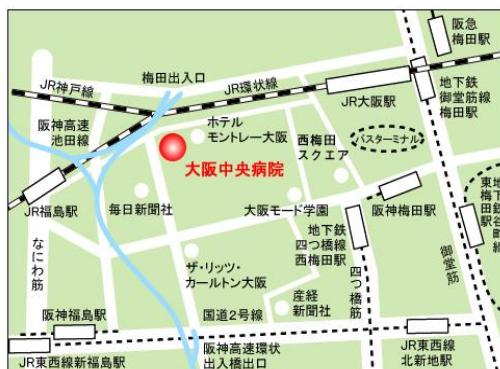 阪急
梅田駅
JR神戸線
梅田出入口
JR環状線
JR大阪駅
地下鉄
御堂筋線
梅田駅
阪神高速
池田線
ホテル
モントレー大阪
西梅田
スクエア
バスターミナル
大阪中央病院
JR福島駅
毎日新聞社
大阪モード学園
阪神梅田駅
地下鉄谷町線
東梅田駅
地下鉄
四つ橋線
西梅田駅
なにわ筋
ザ・リッツ・
カールトン大阪
四つ橋筋
御堂筋
産経
新聞社
阪神福島駅
国道2号線
JR東西線新福島駅
阪神高速環状
出入橋出口
JR東西線
北新地駅